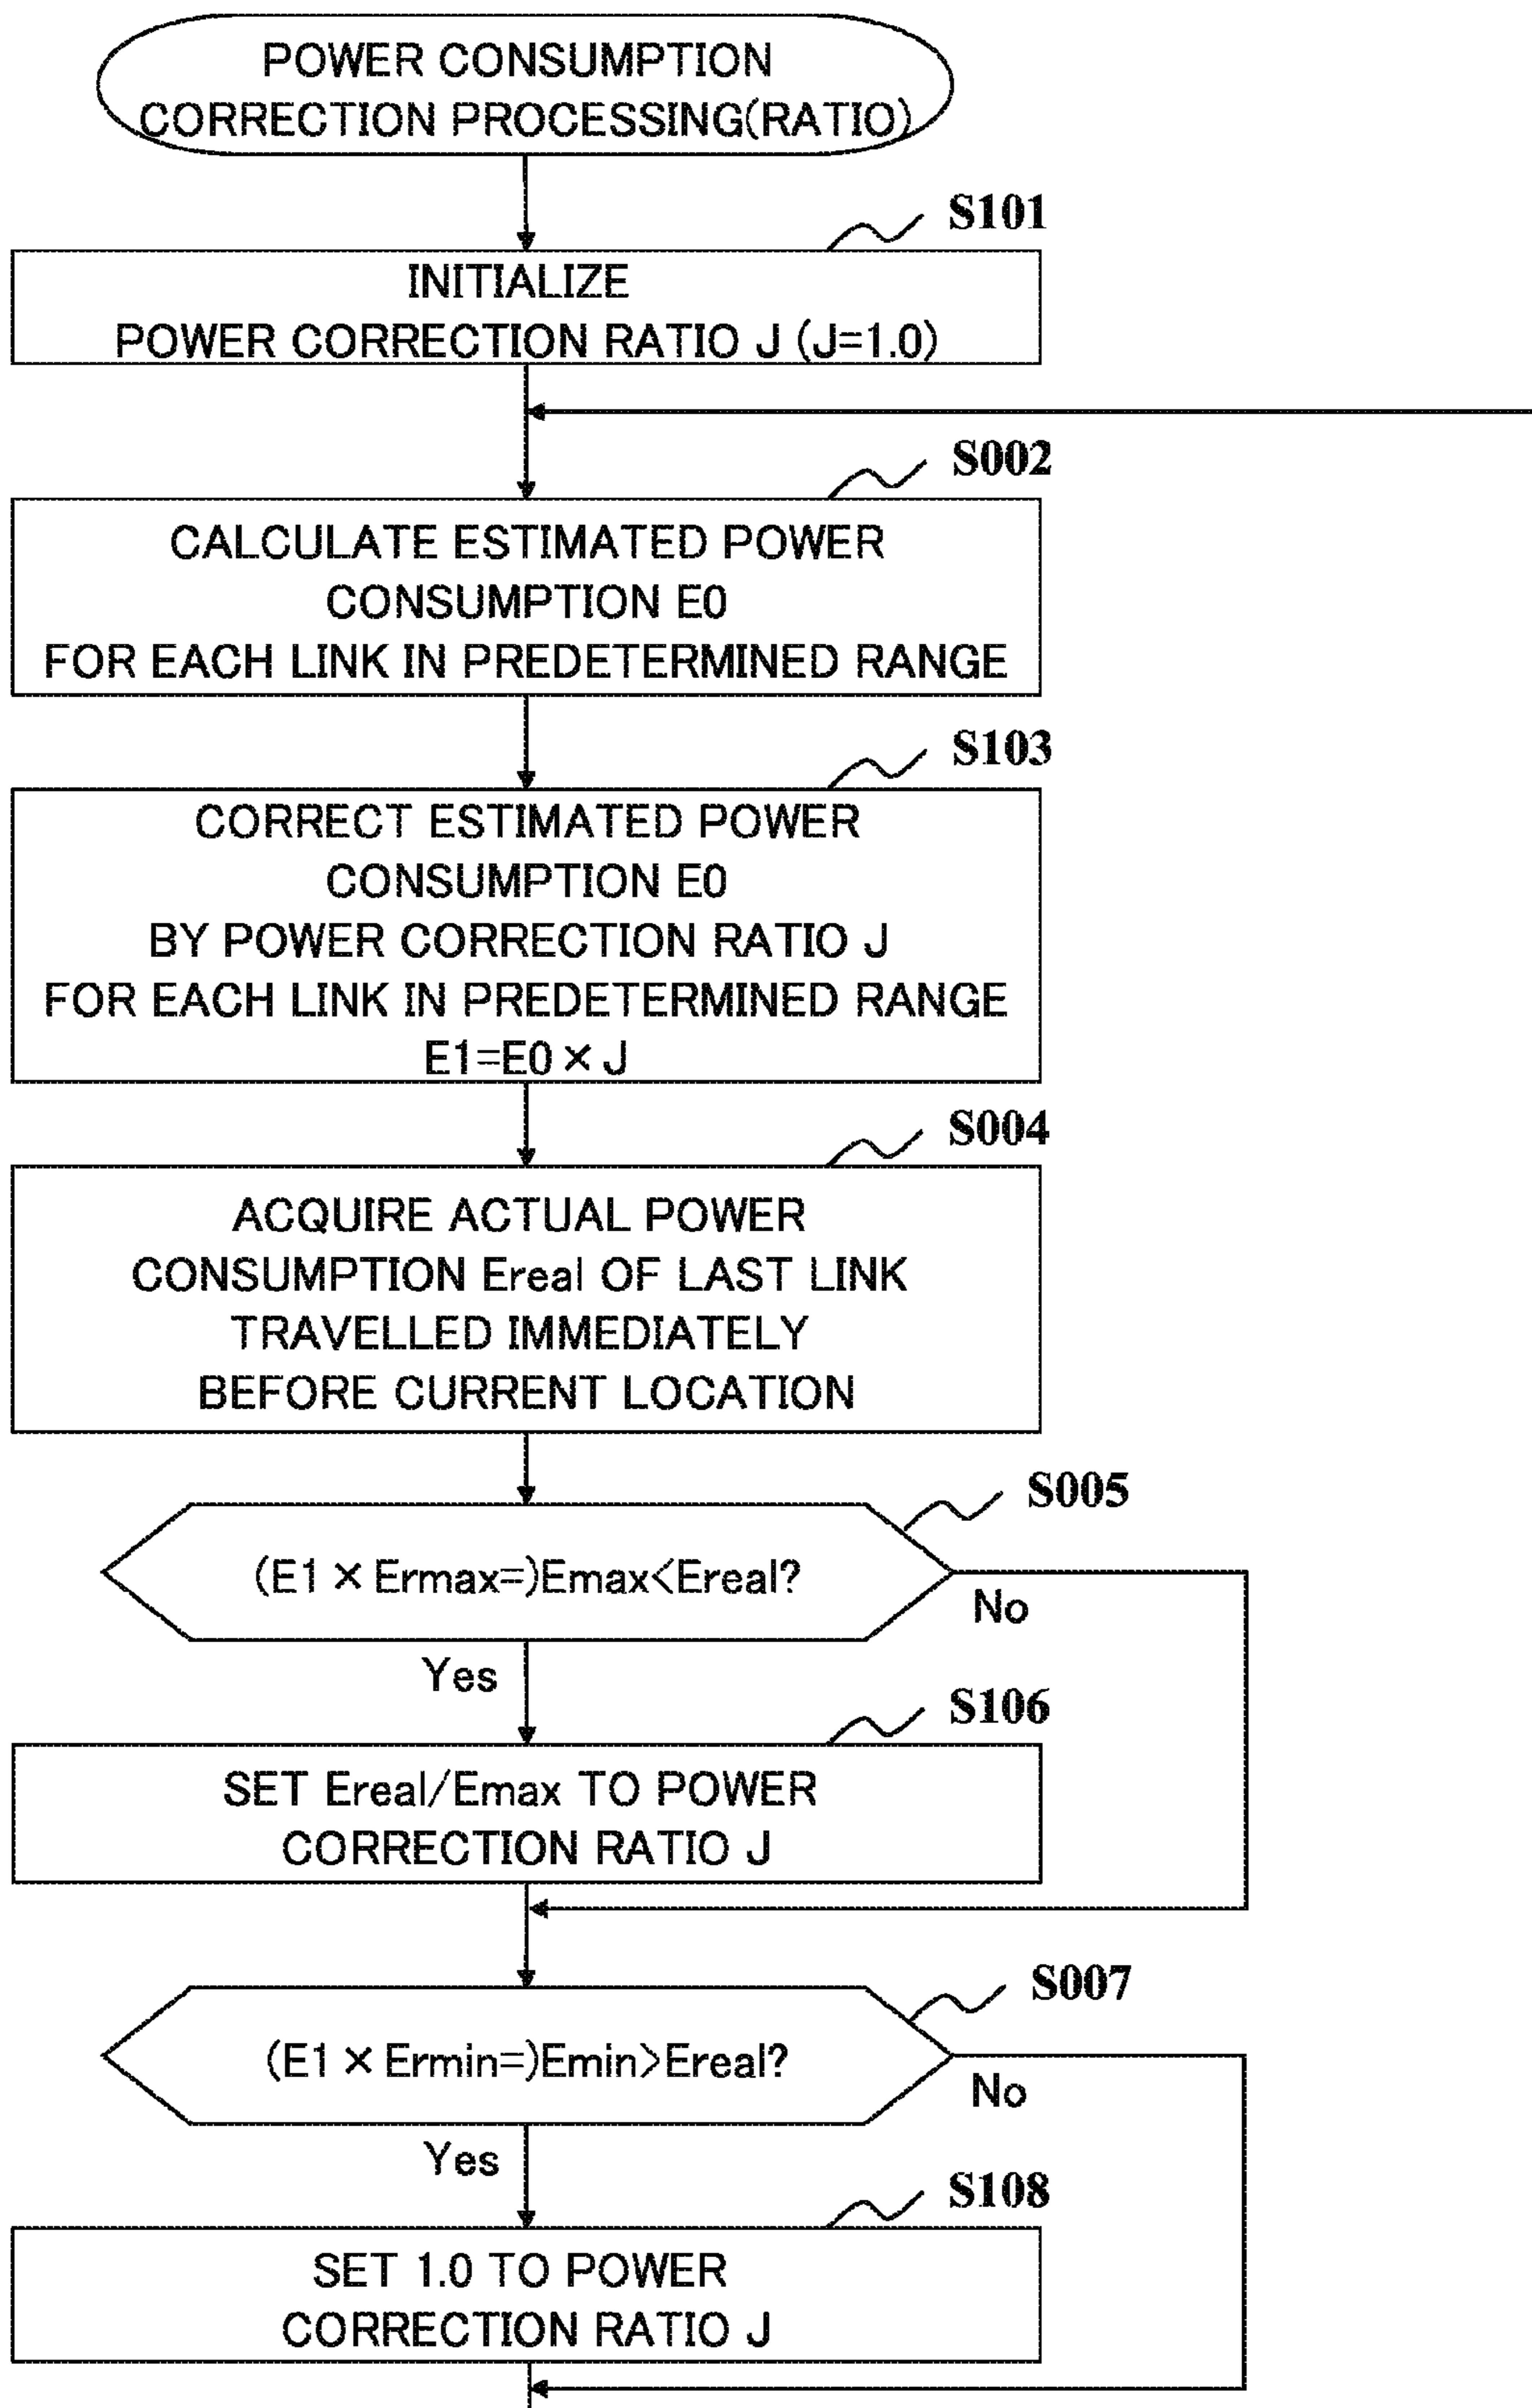 POWER CONSUMPTION
CORRECTION PROCESSING(RATIO)
S101
INITIALIZE
POWER CORRECTION RATIO J (J=1.0)
S002
CALCULATE ESTIMATED POWER
CONSUMPTION E0
FOR EACH LINK IN PREDETERMINED RANGE
S103
CORRECT ESTIMATED POWER
CONSUMPTION E0
BY POWER CORRECTION RATIO J
FOR EACH LINK IN PREDETERMINED RANGE
E1=E0 × J
S004
ACQUIRE ACTUAL POWER
CONSUMPTION Ereal OF LAST LINK
TRAVELLED IMMEDIATELY
BEFORE CURRENT LOCATION
S005
(E1 × Ermax=)Emax<Ereal?
No
Yes
S106
SET Ereal/Emax TO POWER
CORRECTION RATIO J
S007
(E1 × Ermin=)Emin>Ereal?
No
Yes
S108
SET 1.0 TO POWER
CORRECTION RATIO J